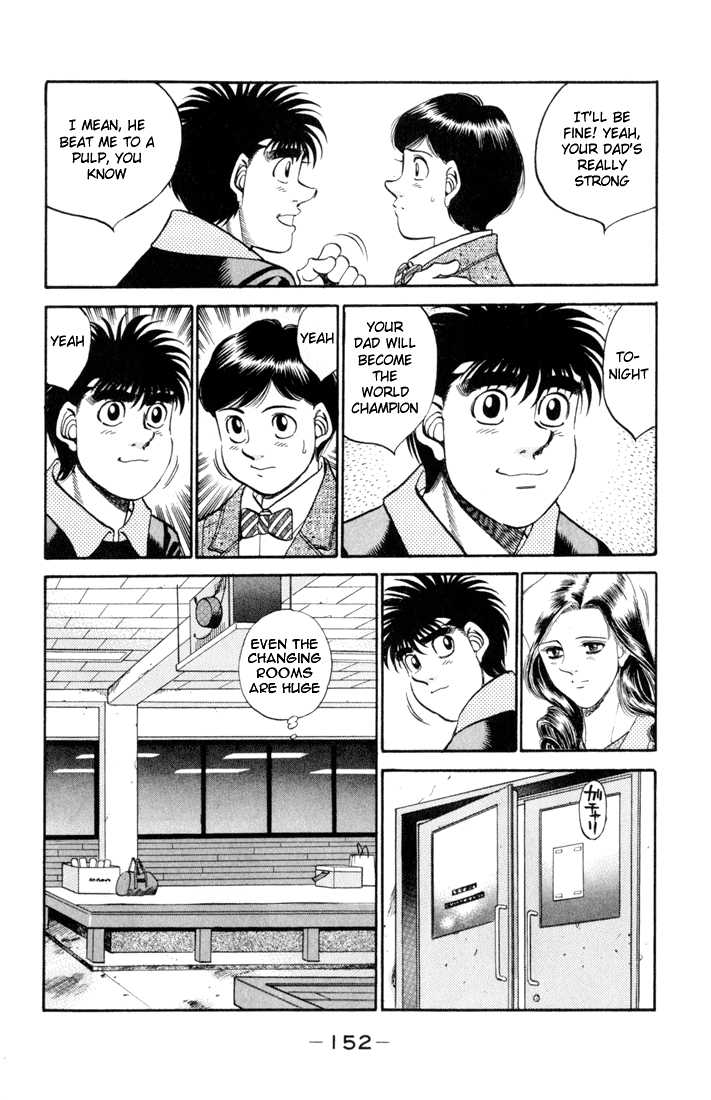 IT'LL BE
FINE! YEAH,
YOUR DAD'S
REALLY
STRONG
I MEAN, HE
BEAT ME TO A
PULP, YOU
KNOW
TO-
NIGHT
YOUR
DAD WILL
BECOME
THE
WORLD
CHAMPION
YEAH
YEAH
ガチャリ
EVEN THE
CHANGING
ROOMS
ARE HUGE
-152-